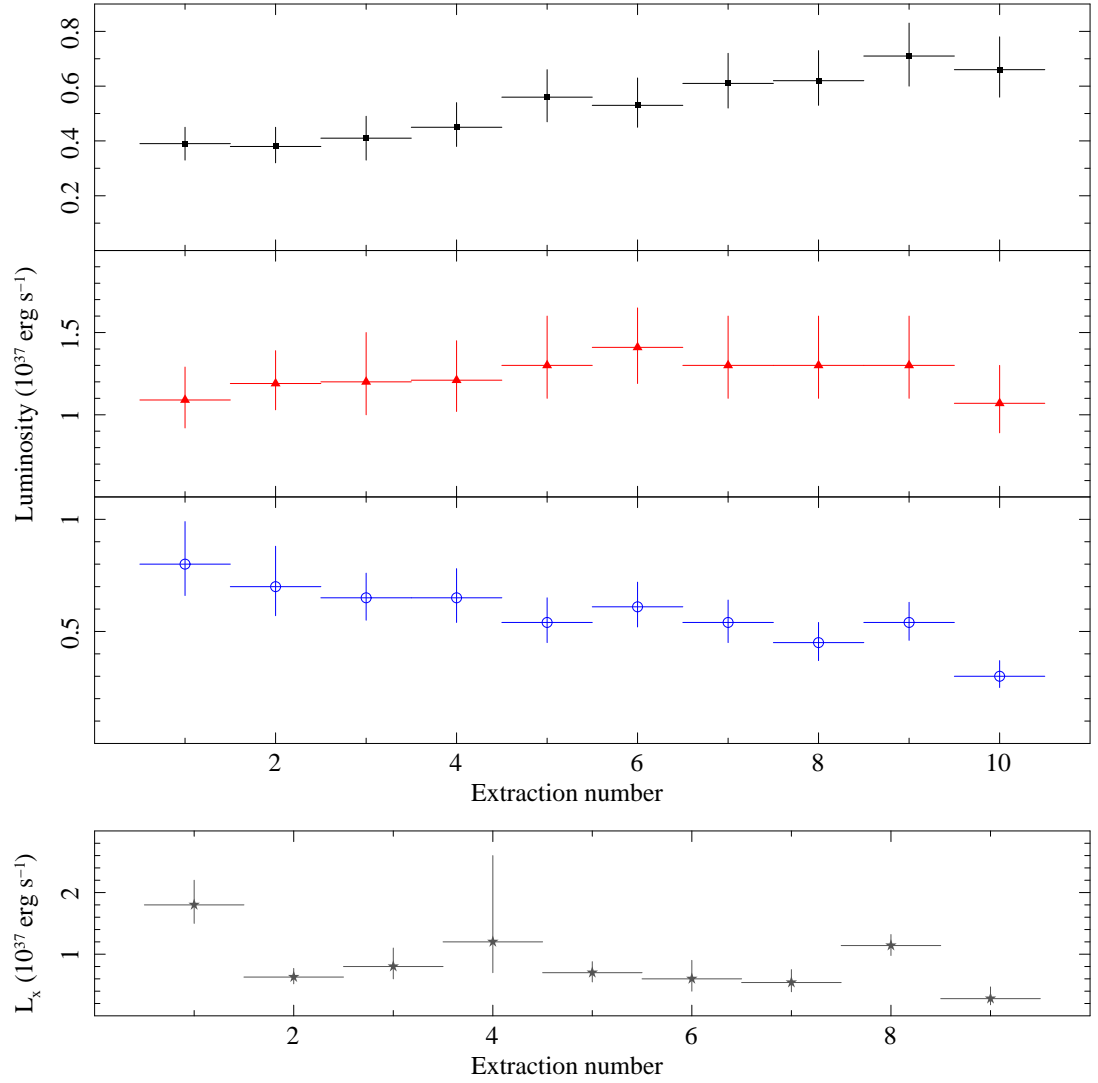 0.8
0.6
0.4
0.2
1.5
1
1
0.5
Luminosity (10³⁷ erg s⁻¹)
2 4 6 8 10
Extraction number
2
1
Lₓ (10³⁷ erg s⁻¹)
2 4 6 8
Extraction number